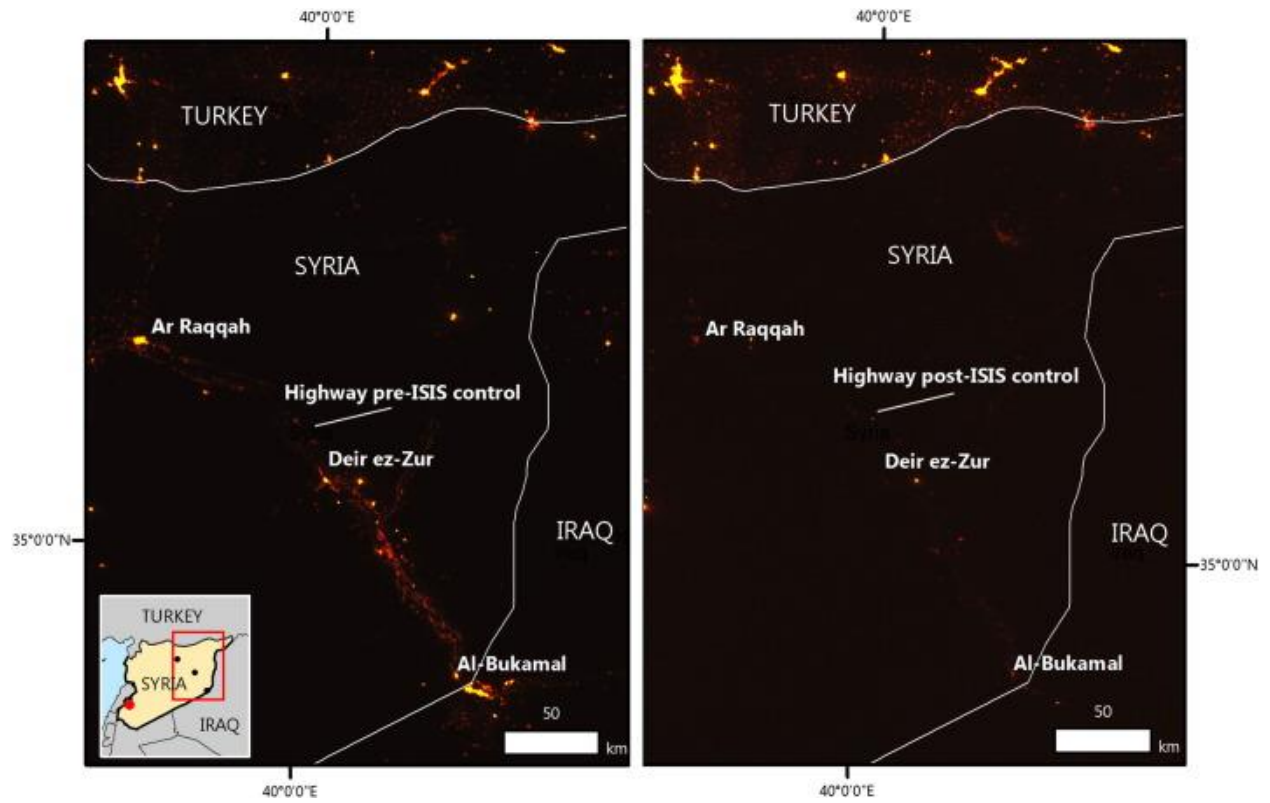 40°0'0"E
40°0'0"E
TURKEY
SYRIA
Ar Raqqah
Highway pre-ISIS control
Syria
Deir ez-Zur
IRAQ
35°0'0"N
Al-Bukamal
50
km
TURKEY
SYRIA
IRAQ
40°0'0"E
TURKEY
SYRIA
Ar Raqqah
Highway post-ISIS control
Syria
Deir ez-Zur
IRAQ
35°0'0"N
Al-Bukamal
50
km
40°0'0"E